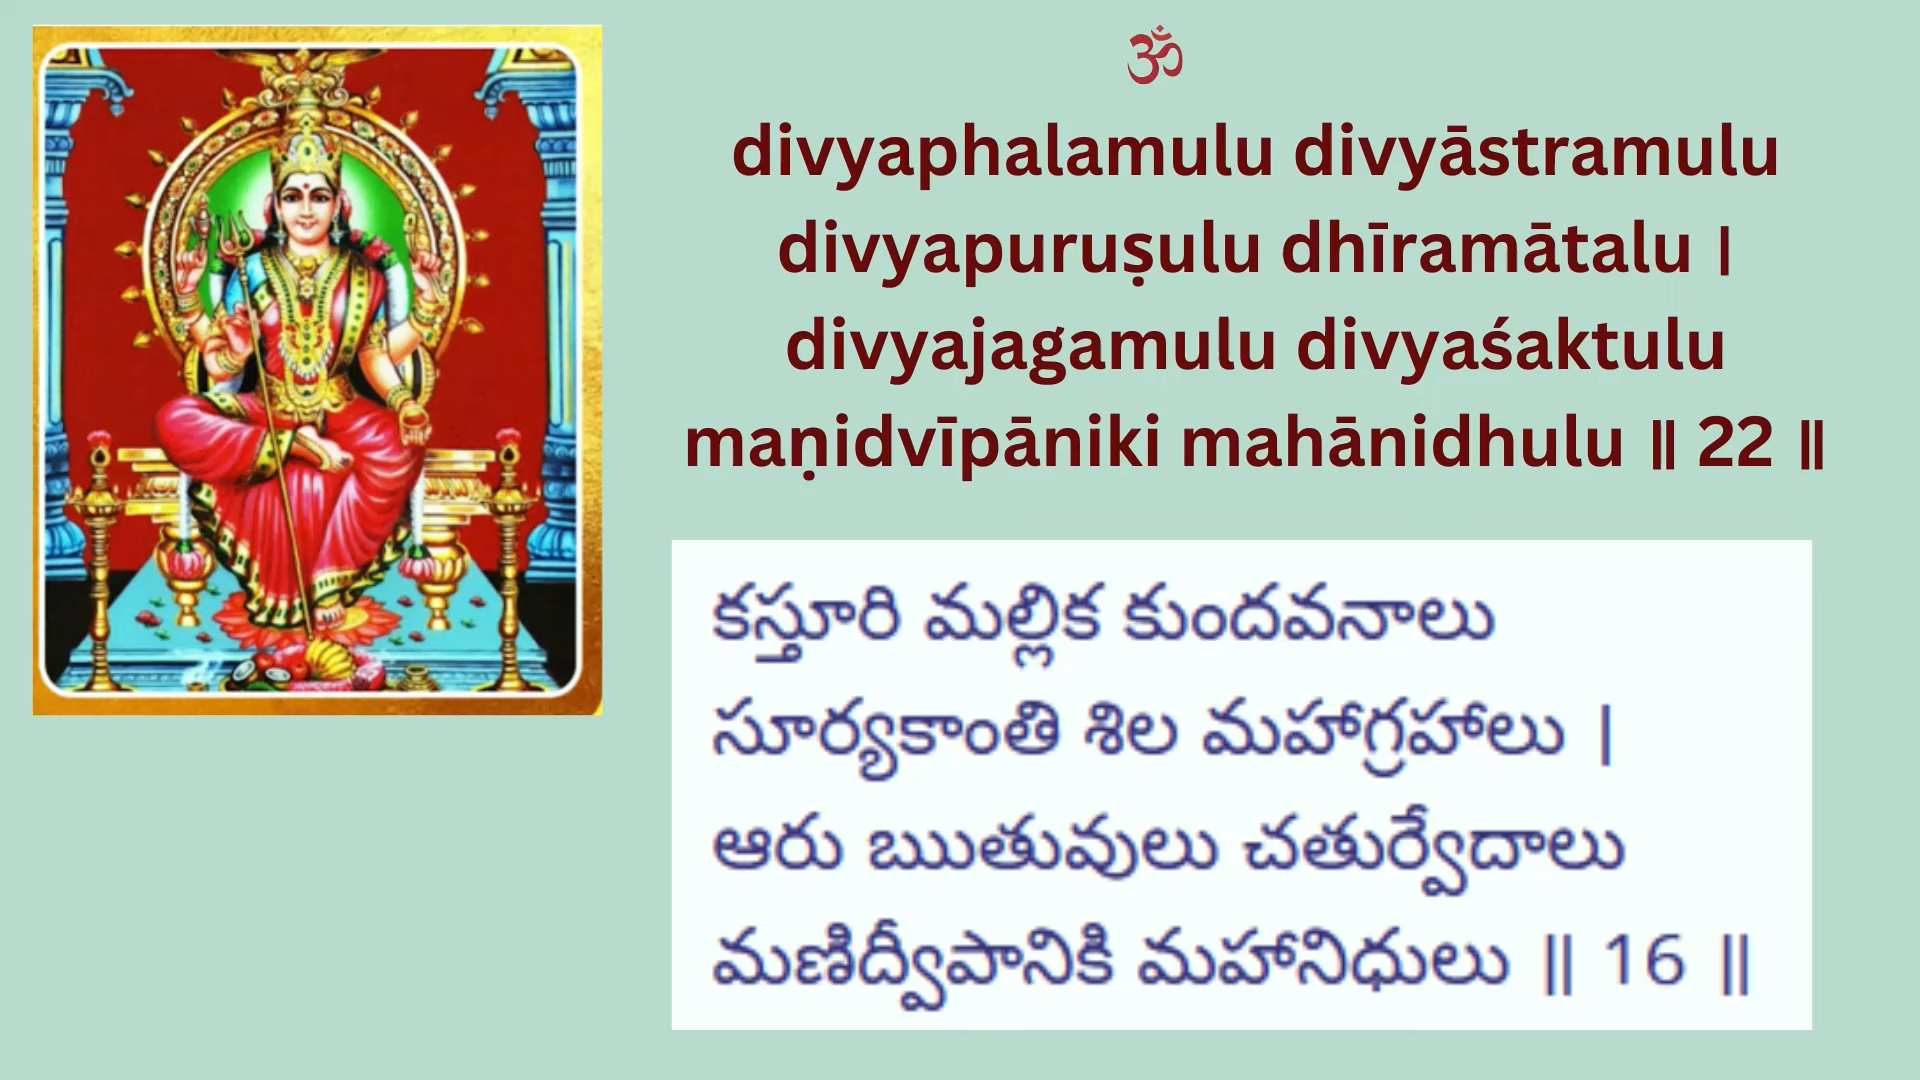 ॐ
divyaphalamulu divyāstramulu
divyapuruṣulu dhīramātalu |
divyajagamulu divyaśaktulu
maṇidvīpāniki mahānidhulu ‖ 22 ‖
కస్తూరి మల్లిక కుందవనాలు
సూర్యకాంతి శిల మహాగ్రహాలు |
ఆరు ఋతువులు చతుర్వేదాలు
మణిద్వీపానికి మహానిధులు ‖ 16 ‖